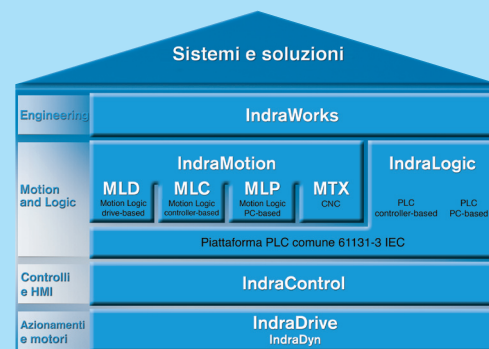 Sistemi e soluzioni
Engineering
IndraWorks
Motion
and Logic
IndraMotion
MLD
Motion Logic
drive-based
MLC
Motion Logic
controller-based
MLP
Motion Logic
PC-based
MTX
CNC
IndraLogic
PLC
controller-based
PLC
PC-based
Piattaforma PLC comune 61131-3 IEC
Controlli
e HMI
IndraControl
Azionamenti
e motori
IndraDrive
IndraDyn